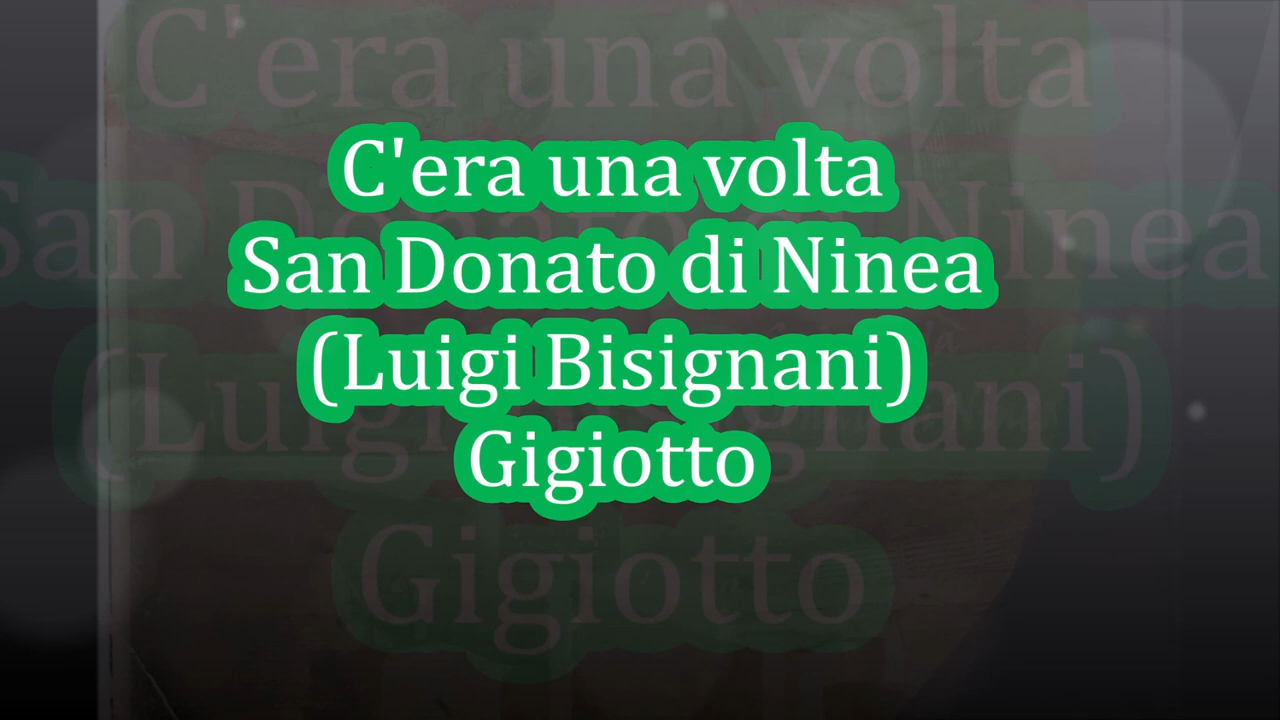 C'era una volta
San Donato di Ninea
(Luigi Bisignani)
Gigiotto